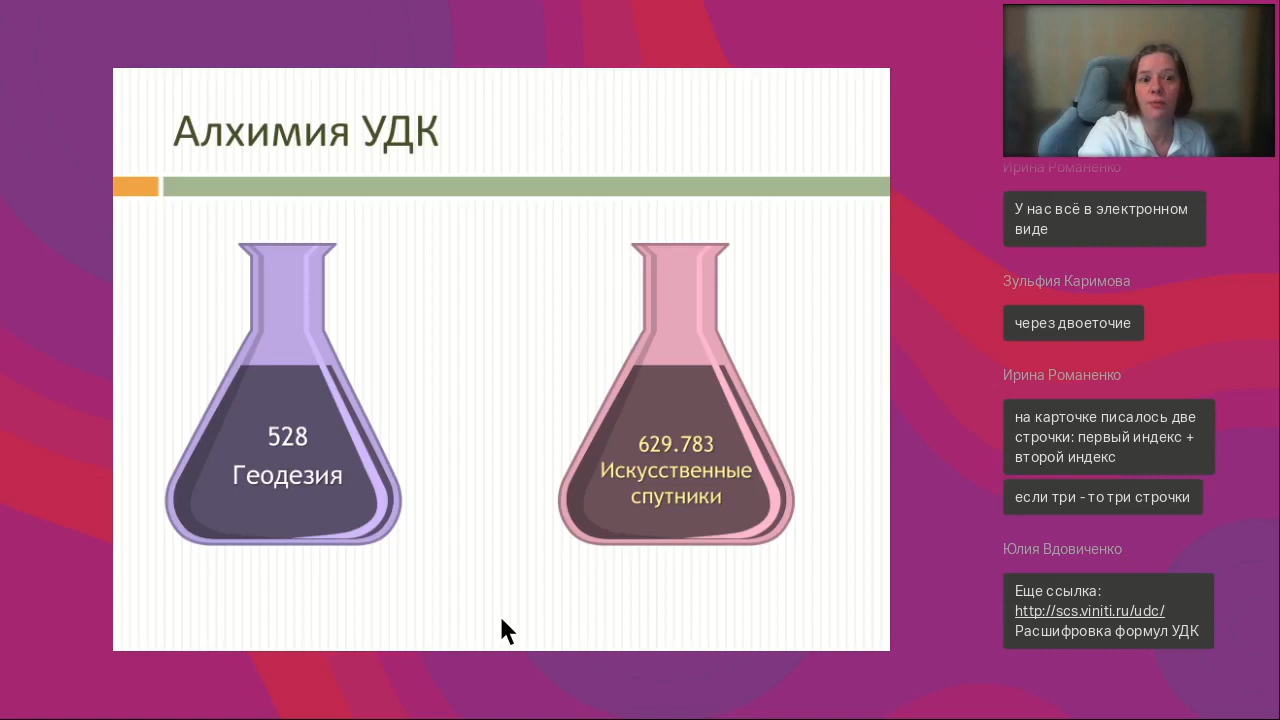 Алхимия УДК
528
Геодезия
629.783
Искусственные
спутники
Ирина Романенко
У нас всё в электронном
виде
Зульфия Каримова
через двоеточие
Ирина Романенко
на карточке писалось две
строчки: первый индекс +
второй индекс
если три - то три строчки
Юлия Вдовиченко
Еще ссылка:
http://scs.viniti.ru/udc/
Расшифровка формул УДК